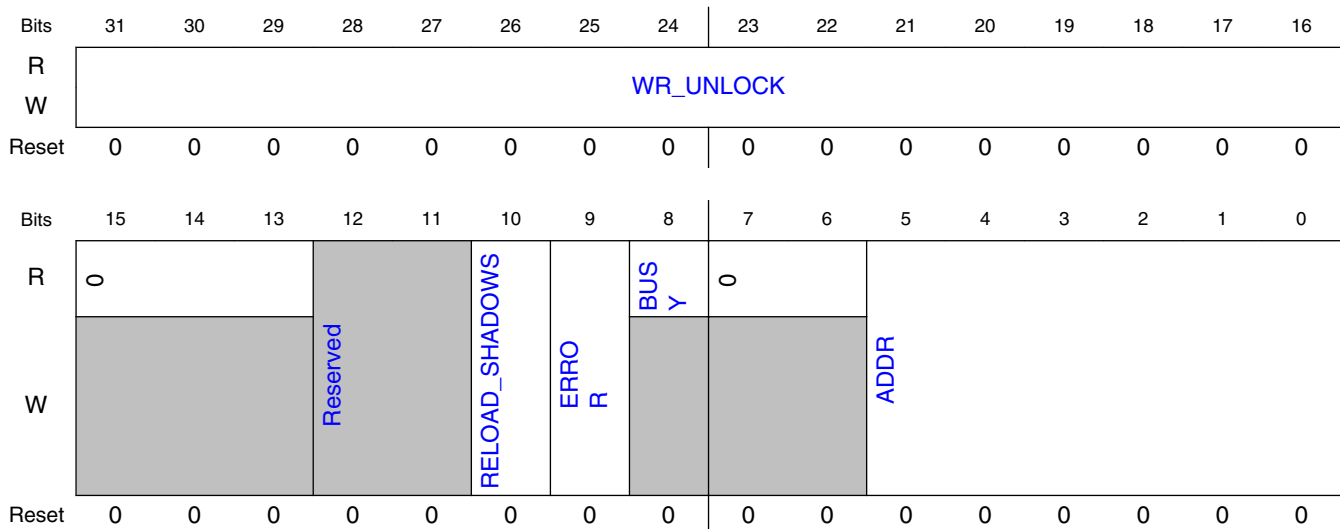 Bits 31 30 29 28 27 26 25 24 23 22 21 20 19 18 17 16
R
WR_UNLOCK
W
Reset 0 0 0 0 0 0 0 0 0 0 0 0 0 0 0 0
Bits 15 14 13 12 11 10 9 8 7 6 5 4 3 2 1 0
R 0 Reserved RELOAD_SHADOWS ERRO
R BUS
Y 0 ADDR
W
Reset 0 0 0 0 0 0 0 0 0 0 0 0 0 0 0 0